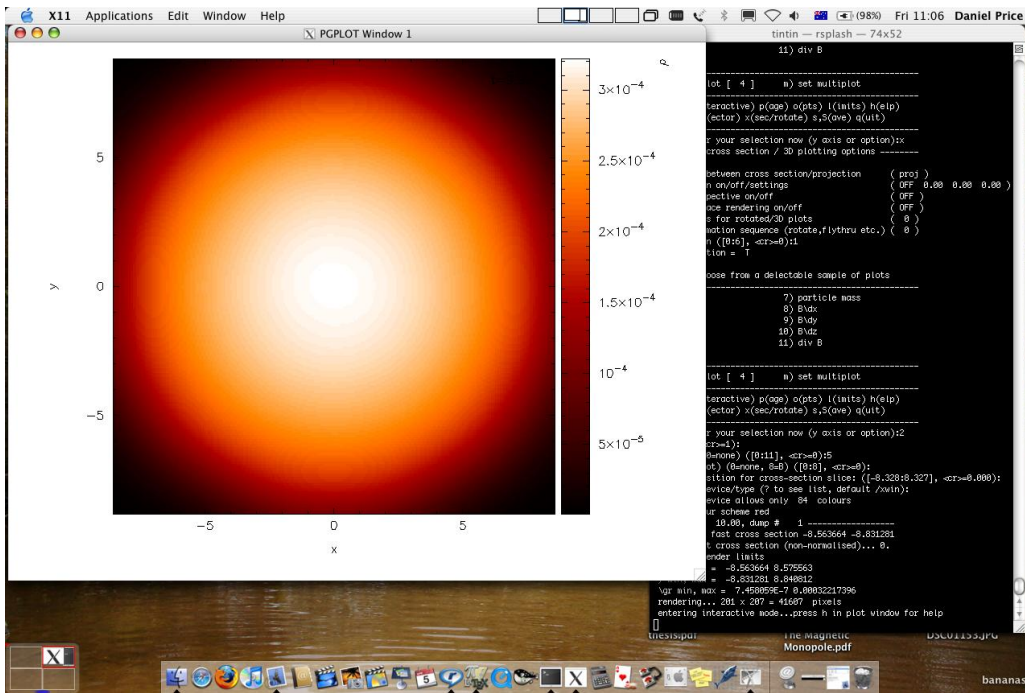 X11 Applications Edit Window Help
(98%) Fri 11:06 Daniel Price
X PGPLOT Window 1
ρ
3×10−4
2.5×10−4
2×10−4
1.5×10−4
10−4
5×10−5
5
0
−5
y
−5 0 5
x
tintin — rsplash — 74x52
11) div B
lot [ 4 ] m) set multiplot
teractive) p(age) o(pts) l(imits) h(elp)
(ector) x(sec/rotate) s,S(ave) q(uit)
r your selection now (y axis or option):x
cross section / 3D plotting options --------
between cross section/projection ( proj )
n on/off/settings ( OFF 0.00 0.00 0.00 )
pective on/off ( OFF )
ace rendering on/off ( OFF )
s for rotated/3D plots ( 0 )
mation sequence (rotate,flythru etc.) ( 0 )
n ([0:6], <cr>=0):1
tion = T
oose from a delectable sample of plots
7) particle mass
8) B\dx
9) B\dy
10) B\dz
11) div B
lot [ 4 ] m) set multiplot
teractive) p(age) o(pts) l(imits) h(elp)
(ector) x(sec/rotate) s,S(ave) q(uit)
r your selection now (y axis or option):2
cr>=1):
0=none) ([0:11], <cr>=0):5
ot) (0=none, 8=B) ([0:8], <cr>=0):
sition for cross-section slice: ([-8.328:8.327], <cr>=0.000):
evice/type (? to see list, default /xwin):
evice allows only 84 colours
ur scheme red
10.00, dump # 1 ------------------
fast cross section -8.563664 -8.831281
t cross section (non-normalised)... 0.
ender limits
= -8.563664 8.575563
= -8.831281 8.840812
\gr min, max = 7.458059E-7 0.00032217396
rendering... 201 x 207 = 41607 pixels
entering interactive mode...press h in plot window for help
thesis.pdf
The Magnetic
Monopole.pdf
DSC01153.JPG
X
bananas